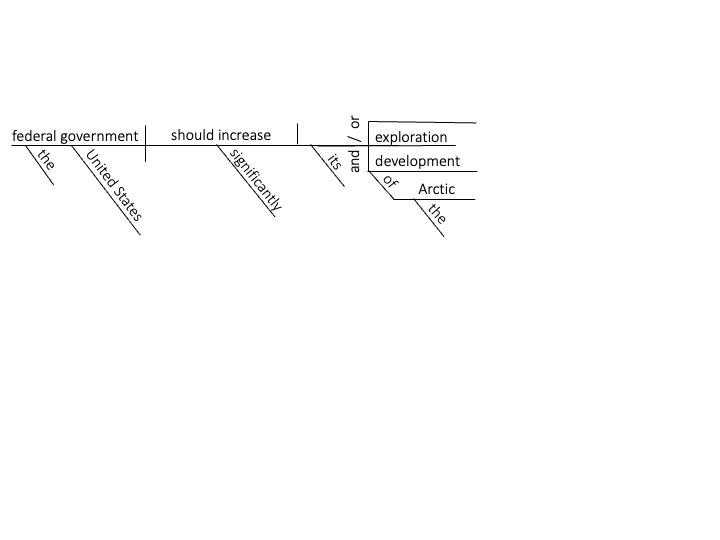 federal government
should increase
and / or
exploration
development
the
United States
significantly
its
of
Arctic
the